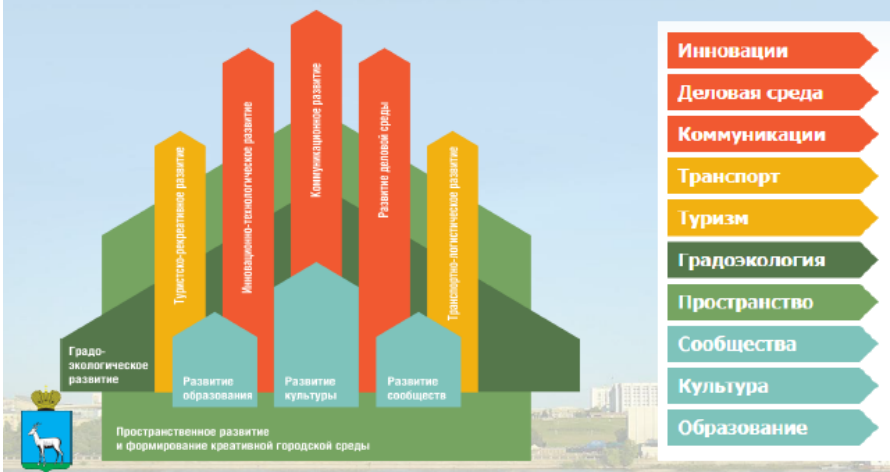 Туристско-рекреативное развитие
Инновационно-технологическое развитие
Коммуникационное развитие
Развитие деловой среды
Транспортно-логистическое развитие
Градо-
экологическое
развитие
Развитие
образования
Развитие
культуры
Развитие
сообществ
Пространственное развитие
и формирование креативной городской среды
Инновации
Деловая среда
Коммуникации
Транспорт
Туризм
Градоэкология
Пространство
Сообщества
Культура
Образование